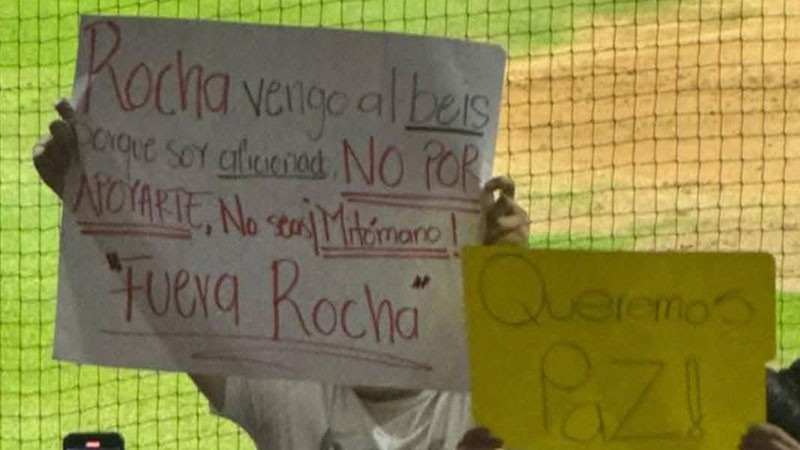 Rocha vengo al beis
porque soy aficionado, NO POR
APOYARTE, No seas ¡Mitómano!
"Fuera Rocha"
Queremos
Paz!